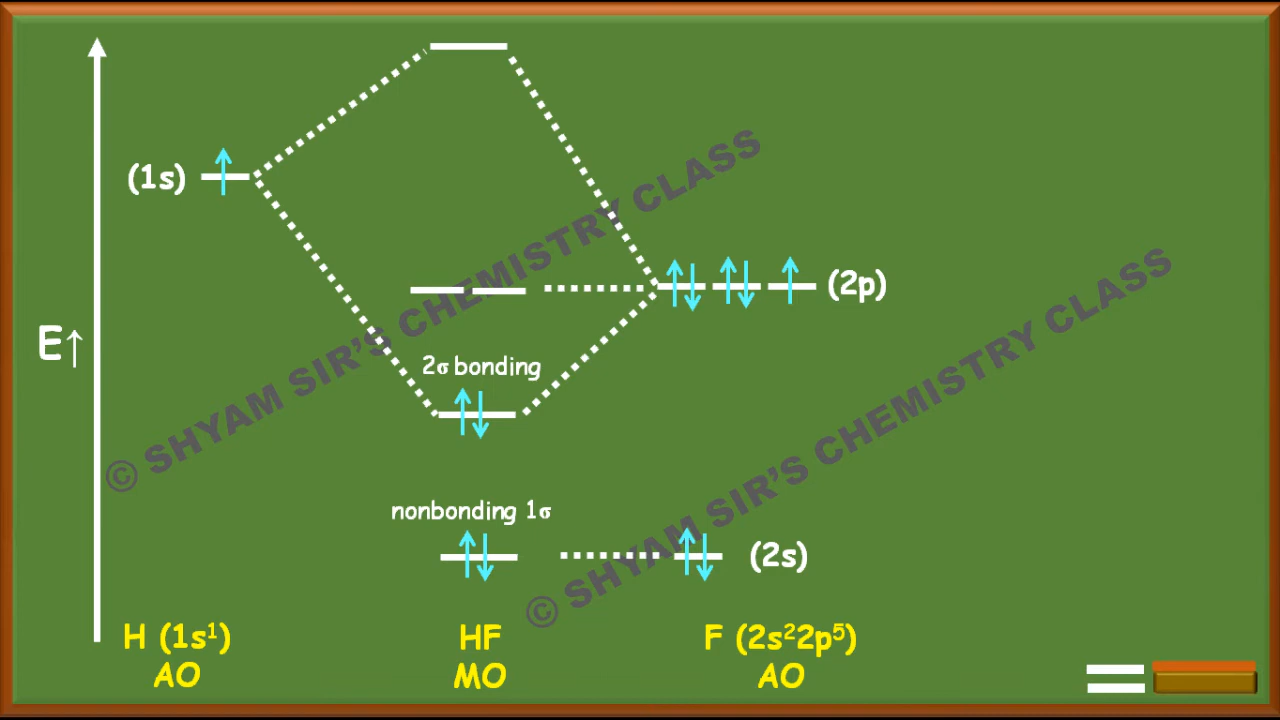 (1s)
(2p)
E↑
2σ bonding
nonbonding 1σ
(2s)
H (1s¹)
AO
HF
MO
F (2s²2p⁵)
AO
© SHYAM SIR'S CHEMISTRY CLASS
© SHYAM SIR'S CHEMISTRY CLASS